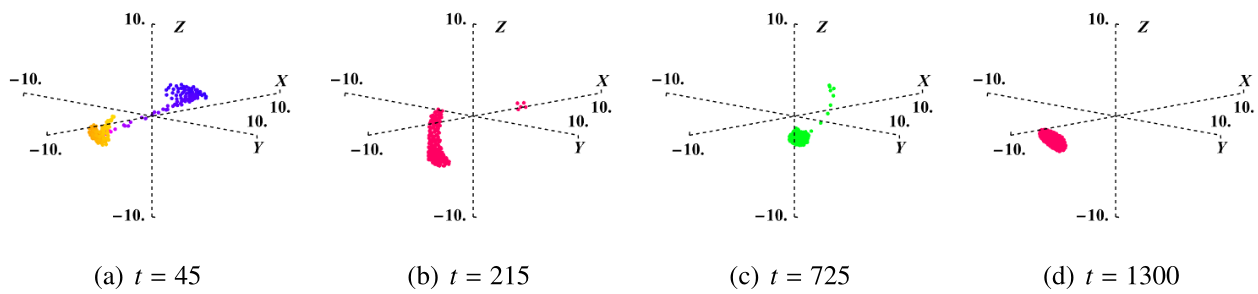 10. Z
X
−10.
10.
10.
−10.
Y
−10.
(a) t = 45
10. Z
X
−10.
10.
10.
−10.
Y
−10.
(b) t = 215
10. Z
X
−10.
10.
10.
−10.
Y
−10.
(c) t = 725
10. Z
X
−10.
10.
10.
−10.
Y
−10.
(d) t = 1300